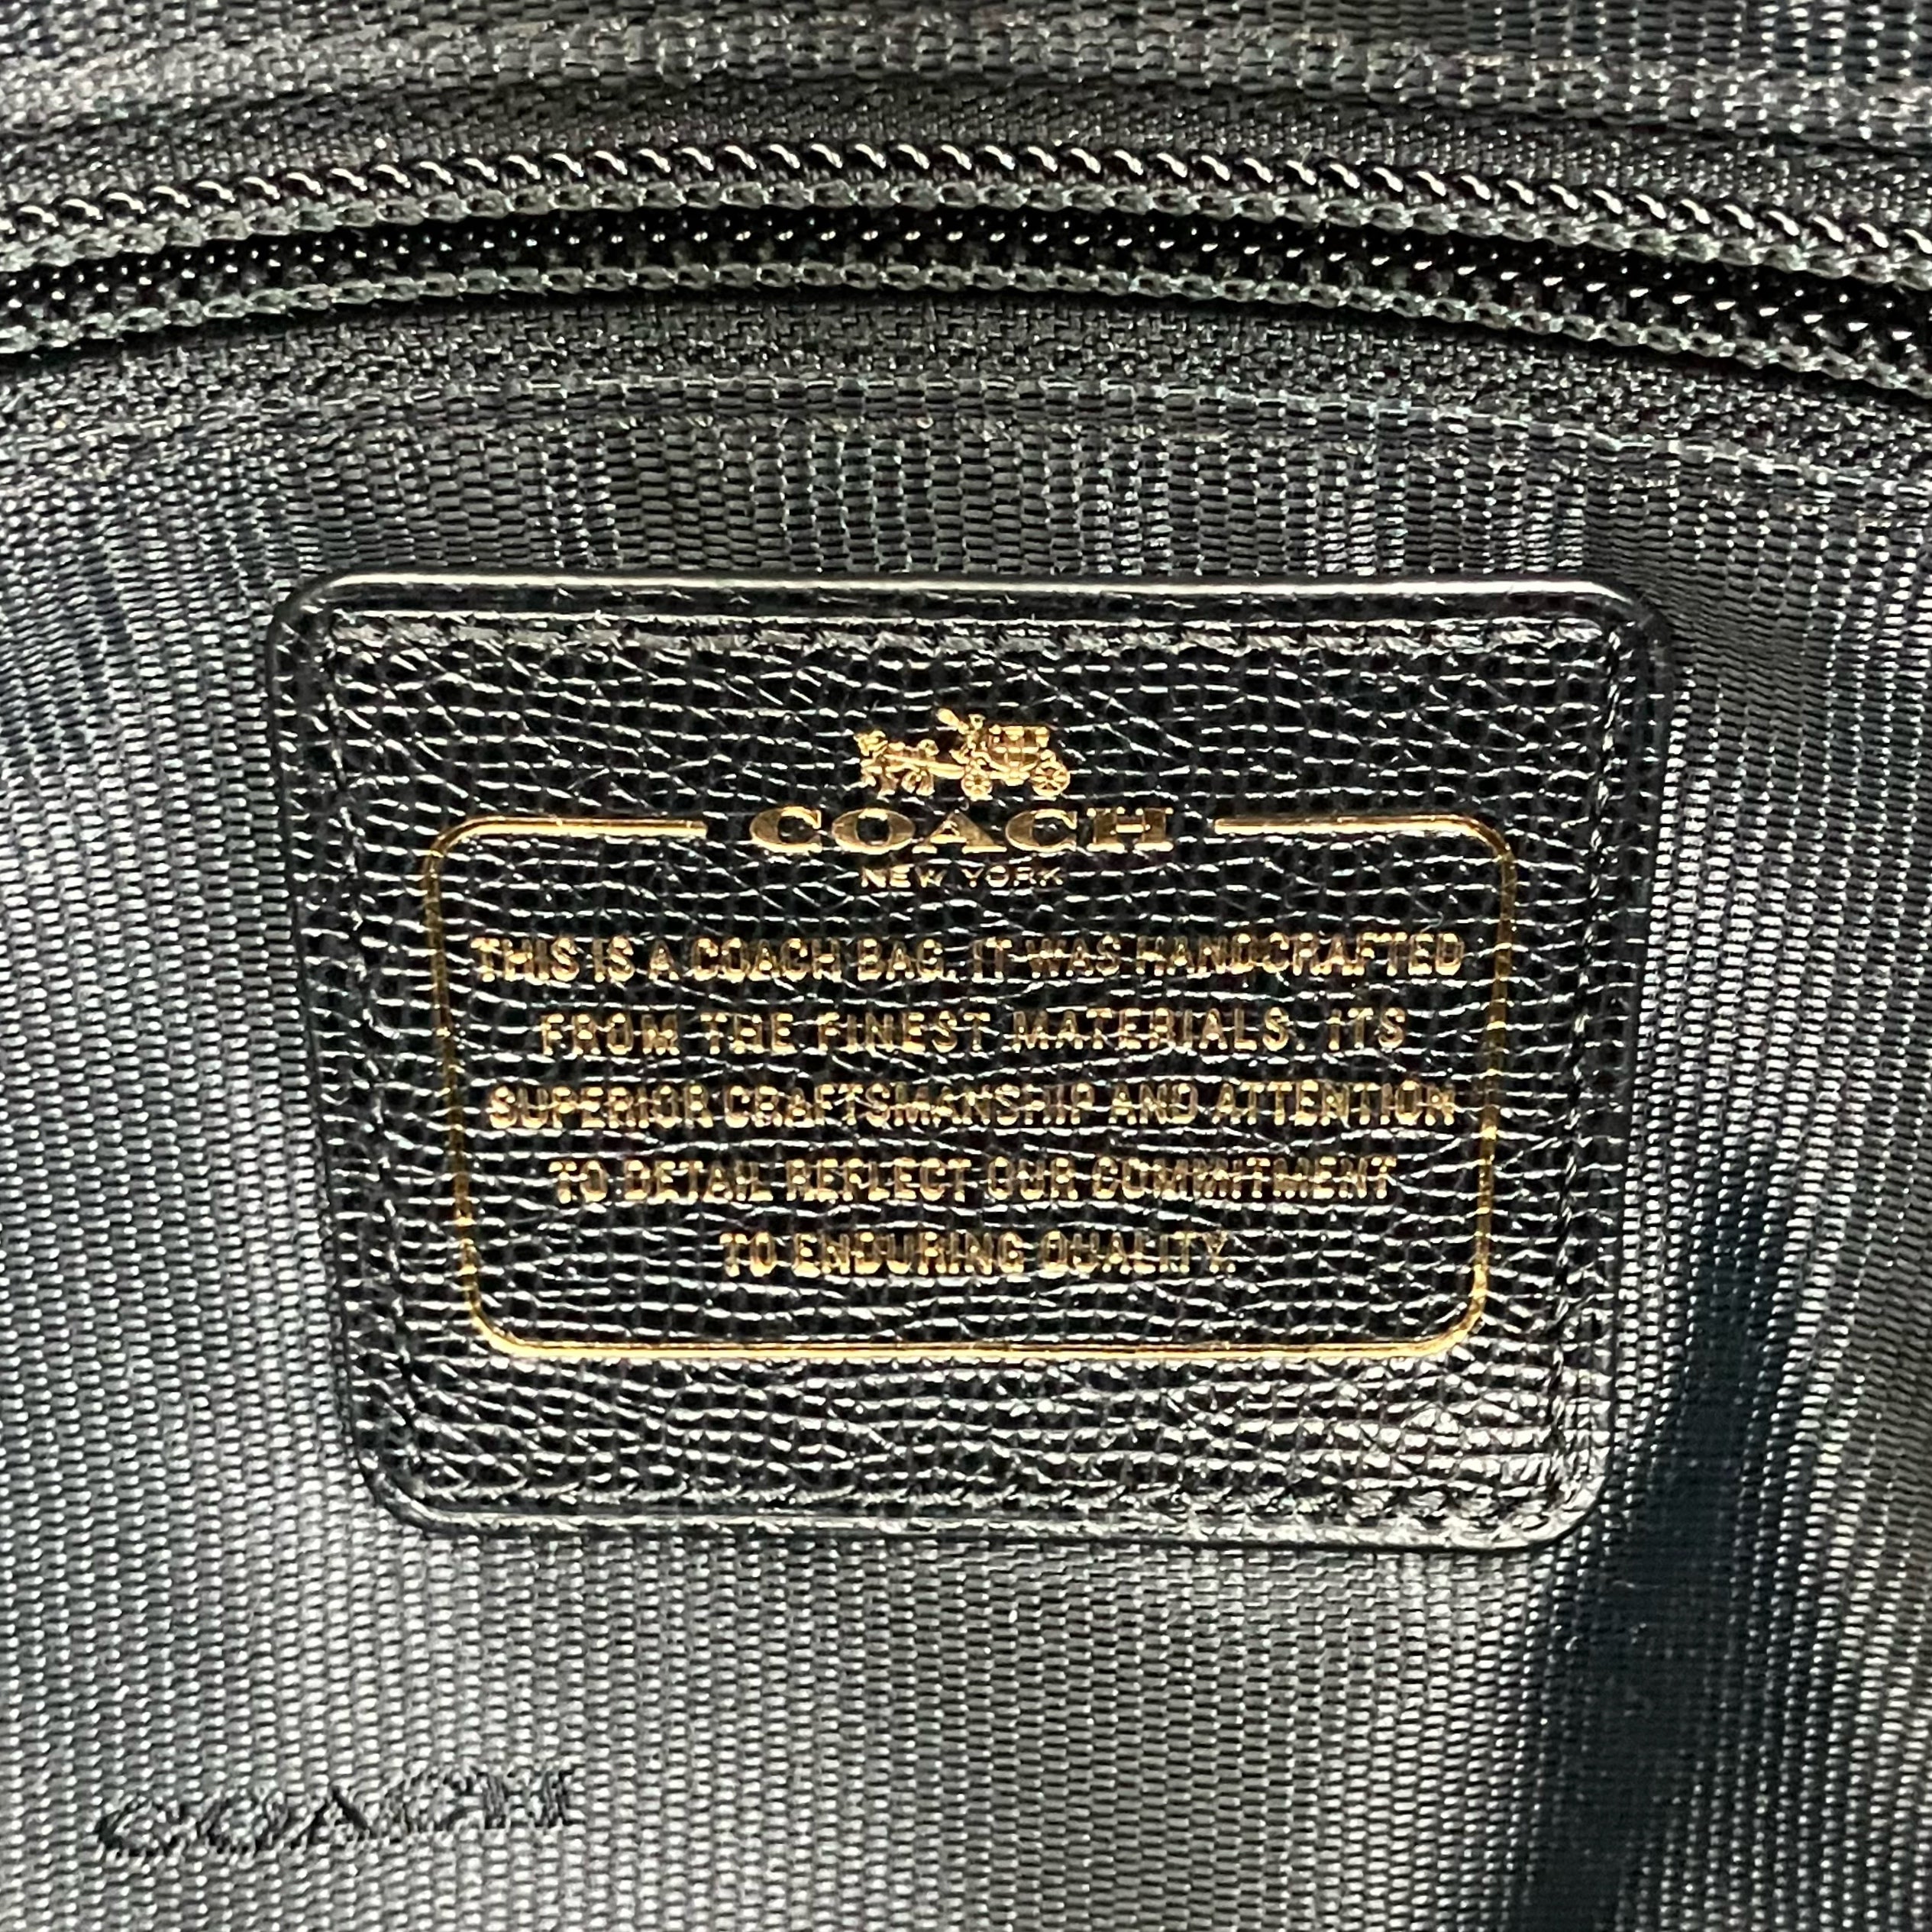 COACH
NEW YORK
THIS IS A COACH BAG. IT WAS HANDCRAFTED
FROM THE FINEST MATERIALS. ITS
SUPERIOR CRAFTSMANSHIP AND ATTENTION
TO DETAIL REFLECT OUR COMMITMENT
TO ENDURING QUALITY.
COACH